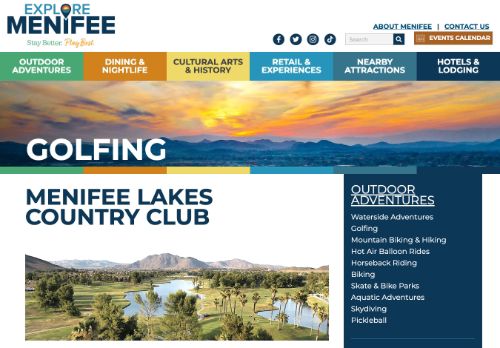 EXPLORE
MENIFEE
Stay Better. Play Best.
ABOUT MENIFEE | CONTACT US
Search
EVENTS CALENDAR
OUTDOOR
ADVENTURES
DINING &
NIGHTLIFE
CULTURAL ARTS
& HISTORY
RETAIL &
EXPERIENCES
NEARBY
ATTRACTIONS
HOTELS &
LODGING
GOLFING
MENIFEE LAKES
COUNTRY CLUB
OUTDOOR
ADVENTURES
Waterside Adventures
Golfing
Mountain Biking & Hiking
Hot Air Balloon Rides
Horseback Riding
Biking
Skate & Bike Parks
Aquatic Adventures
Skydiving
Pickleball